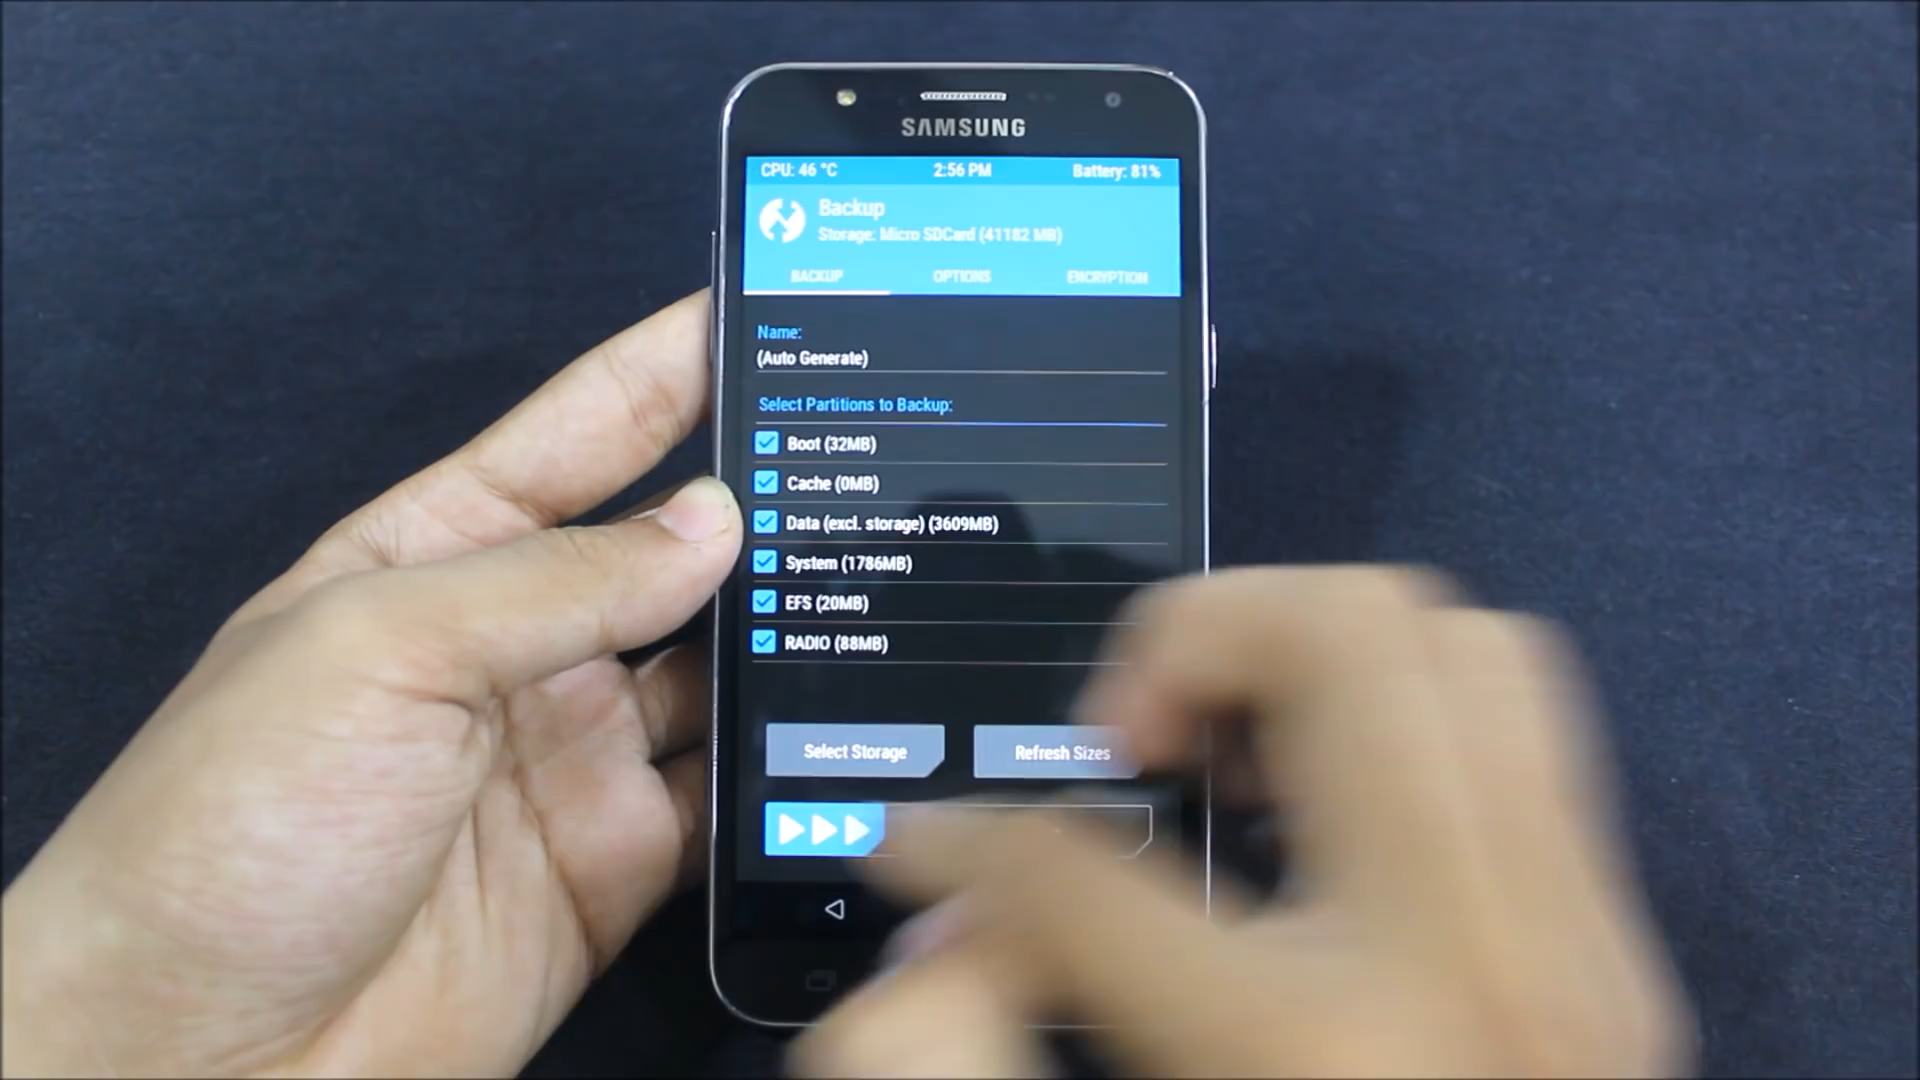 SAMSUNG
CPU: 46 °C 2:56 PM Battery: 81%
Backup
Storage: Micro SDCard (41182 MB)
BACKUP OPTIONS ENCRYPTION
Name:
(Auto Generate)
Select Partitions to Backup:
Boot (32MB)
Cache (0MB)
Data (excl. storage) (3609MB)
System (1786MB)
EFS (20MB)
RADIO (88MB)
Select Storage Refresh Sizes